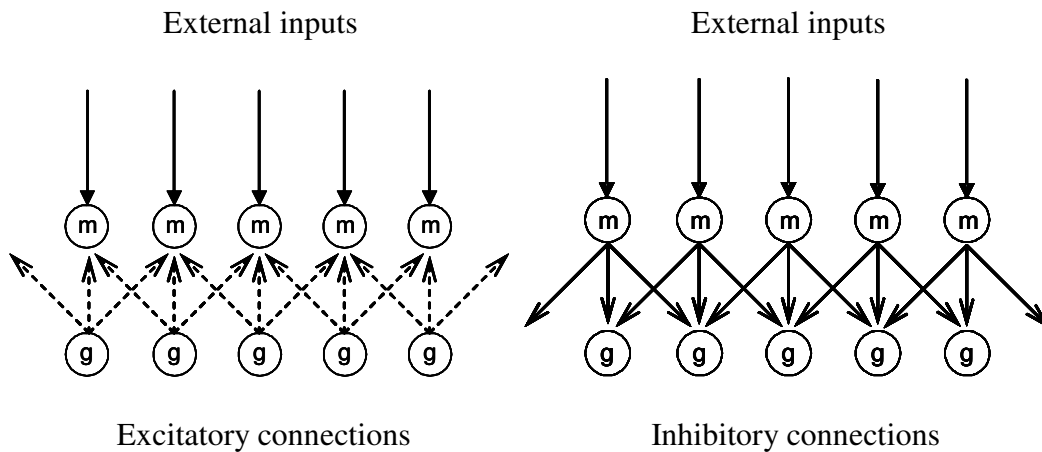 External inputs External inputs
m m m m m m m m m m
g g g g g g g g g g
Excitatory connections Inhibitory connections